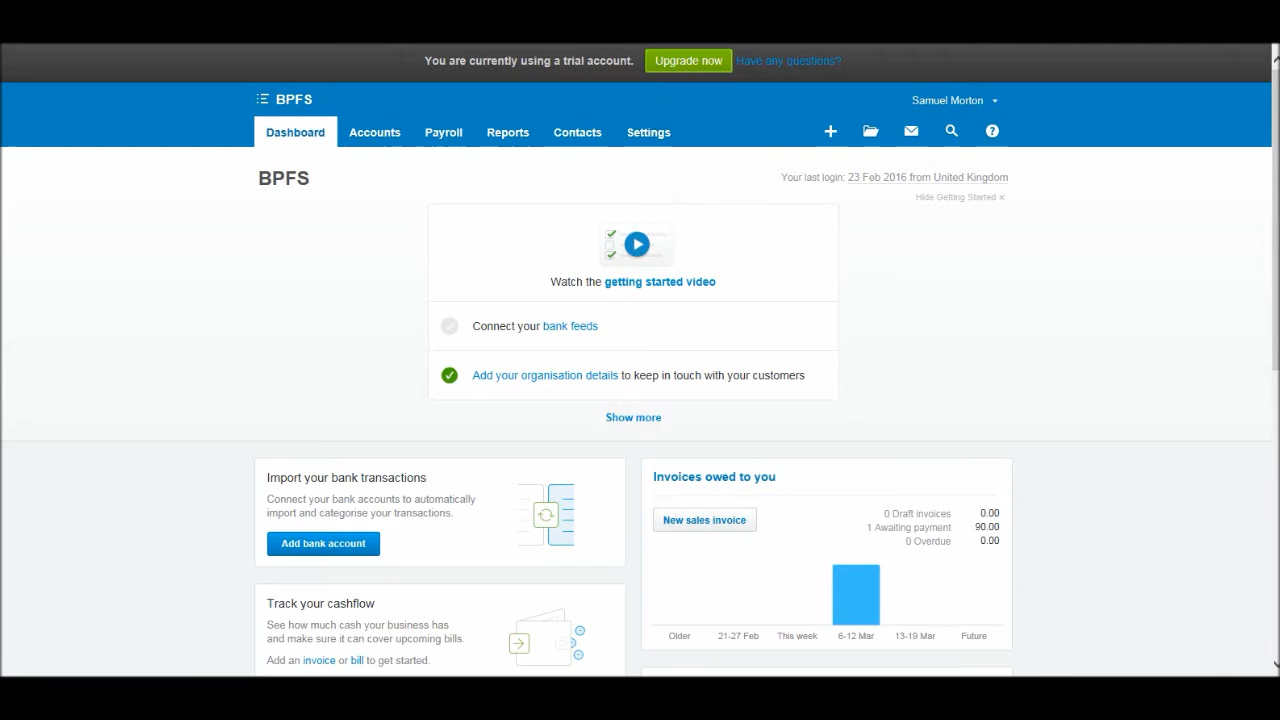 You are currently using a trial account. Upgrade now Have any questions?
BPFS
Samuel Morton
Dashboard Accounts Payroll Reports Contacts Settings
BPFS
Your last login: 23 Feb 2016 from United Kingdom
Hide Getting Started ×
Watch the getting started video
Connect your bank feeds
Add your organisation details to keep in touch with your customers
Show more
Import your bank transactions
Connect your bank accounts to automatically
import and categorise your transactions.
Add bank account
Track your cashflow
See how much cash your business has
and make sure it can cover upcoming bills.
Add an invoice or bill to get started.
Invoices owed to you
New sales invoice
0 Draft invoices 0.00
1 Awaiting payment 90.00
0 Overdue 0.00
Older 21-27 Feb This week 6-12 Mar 13-19 Mar Future